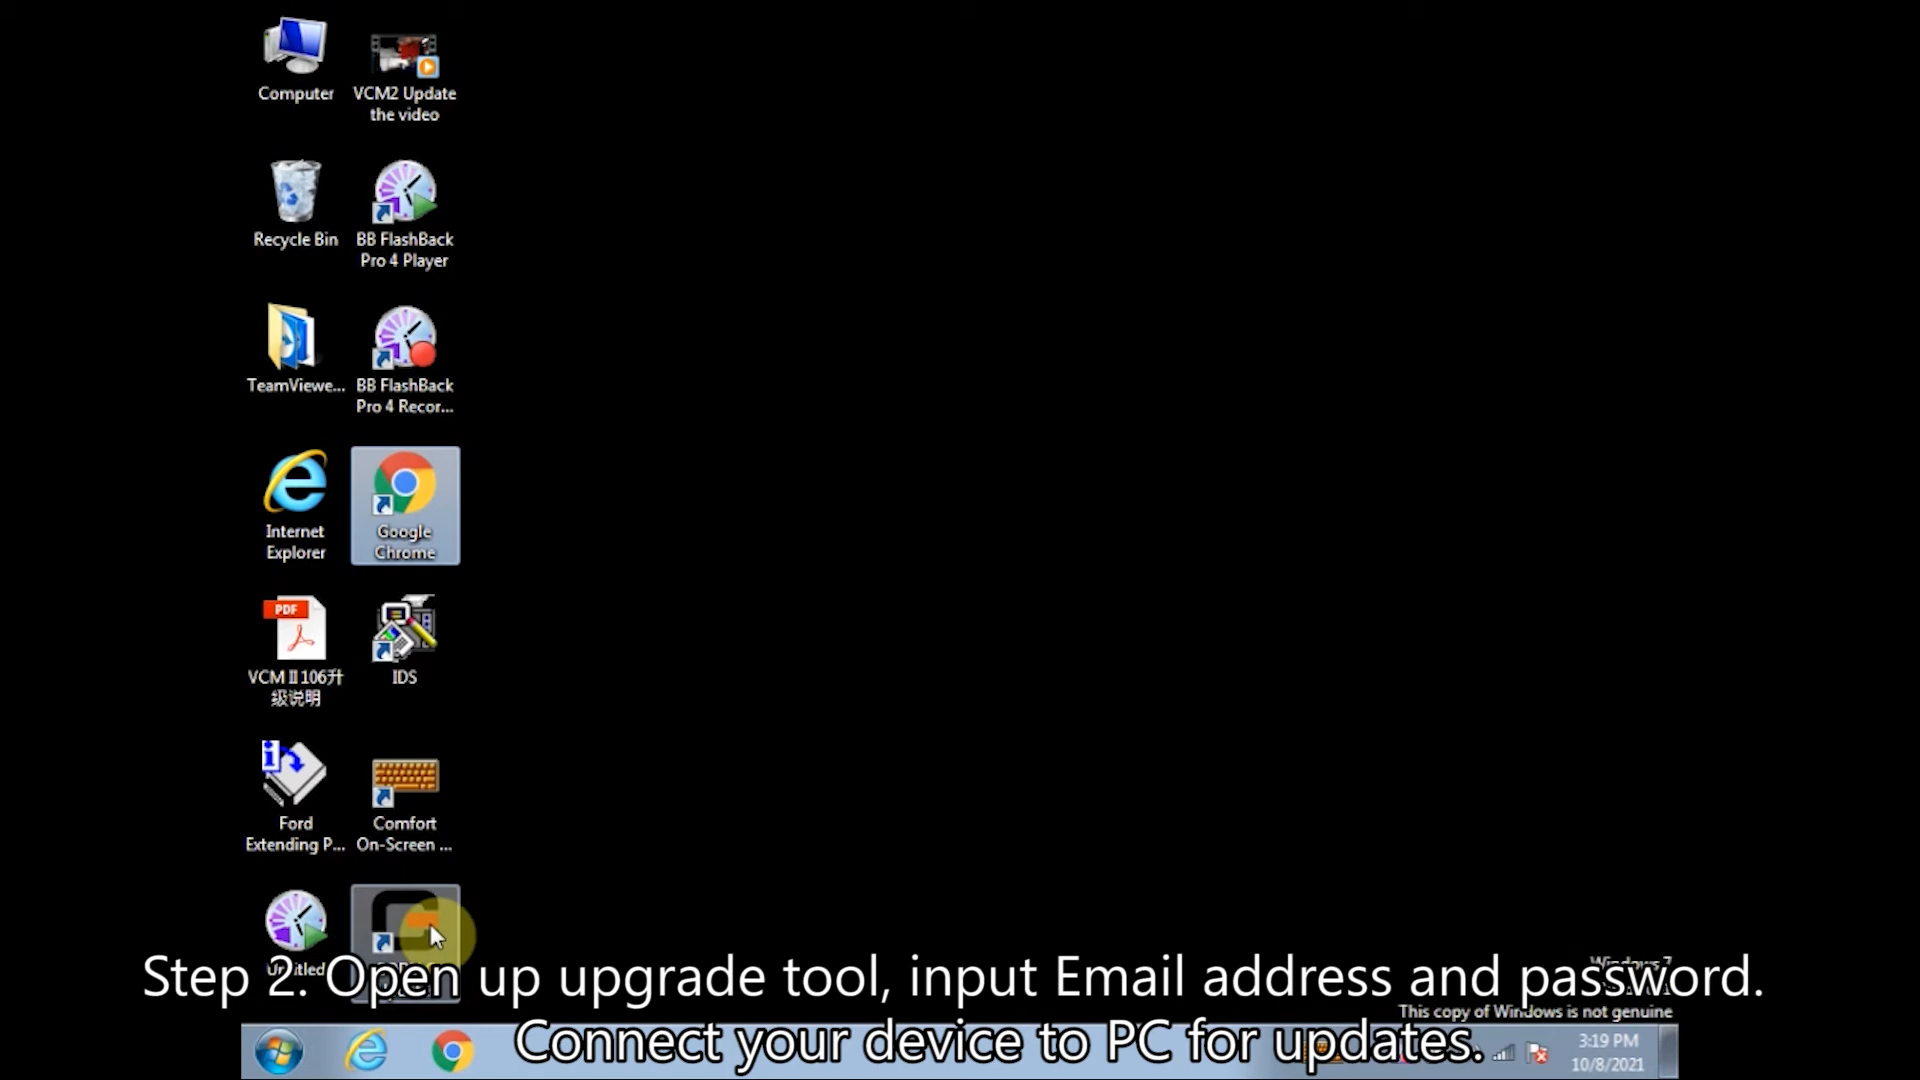 Computer
VCM2 Update
the video
Recycle Bin
BB FlashBack
Pro 4 Player
TeamViewe...
BB FlashBack
Pro 4 Recor...
Internet
Explorer
Google
Chrome
PDF
VCM II 106升
级说明
IDS
Ford
Extending P...
Comfort
On-Screen ...
Untitled
Step 2: Open up upgrade tool, input Email address and password.
Connect your device to PC for updates.
Windows 7
This copy of Windows is not genuine
3:19 PM
10/8/2021